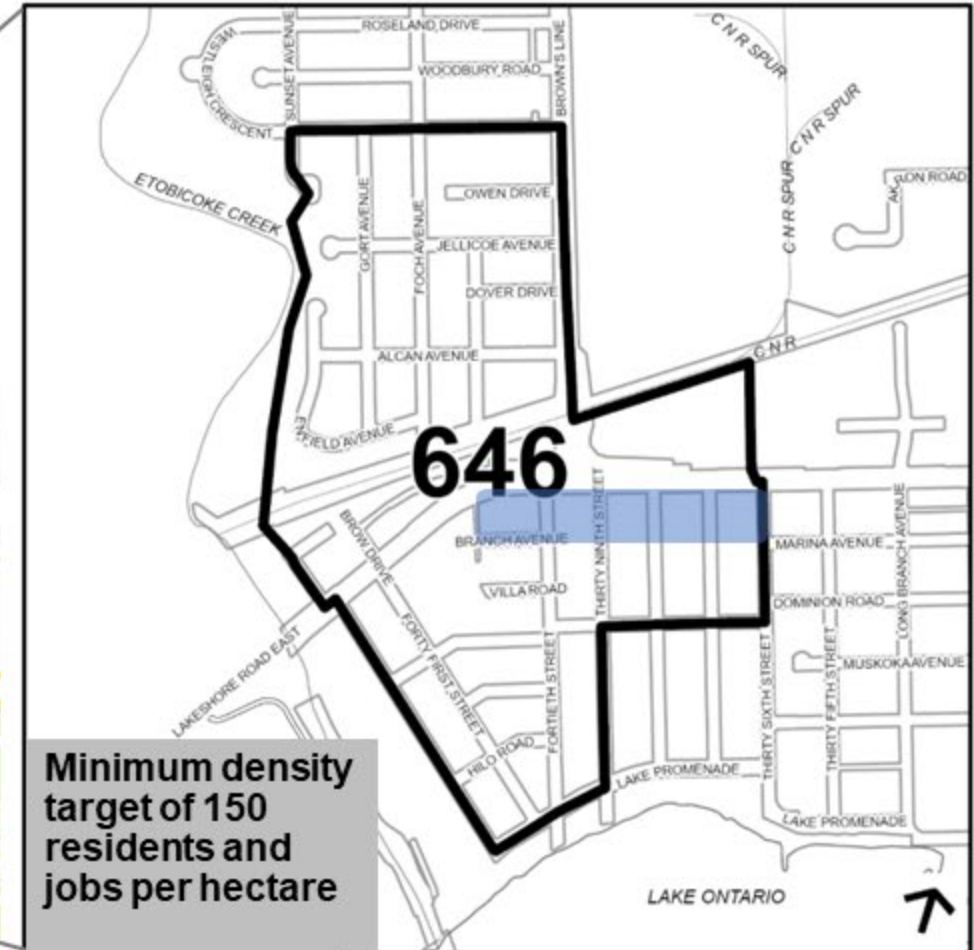 ROSELAND DRIVE
WESTLEIGH CRESCENT
SUNSET AVENUE
WOODBURY ROAD
BROWN'S LINE
C N R SPUR
C N R SPUR
C N R SPUR
ETOBICOKE CREEK
GORT AVENUE
FOCH AVENUE
OWEN DRIVE
ON ROAD
JELLICOE AVENUE
DOVER DRIVE
ALCAN AVENUE
C N R
ENFIELD AVENUE
646
BROW DRIVE
BRANCH AVENUE
THIRTY NINTH STREET
MARINA AVENUE
LONG BRANCH AVENUE
VILLA ROAD
DOMINION ROAD
LAKESHORE ROAD EAST
FORTY FIRST STREET
FORTIETH STREET
THIRTY SIXTH STREET
THIRTY FIFTH STREET
MUSKOKA AVENUE
HILO ROAD
LAKE PROMENADE
LAKE PROMENADE
Minimum density
target of 150
residents and
jobs per hectare
LAKE ONTARIO